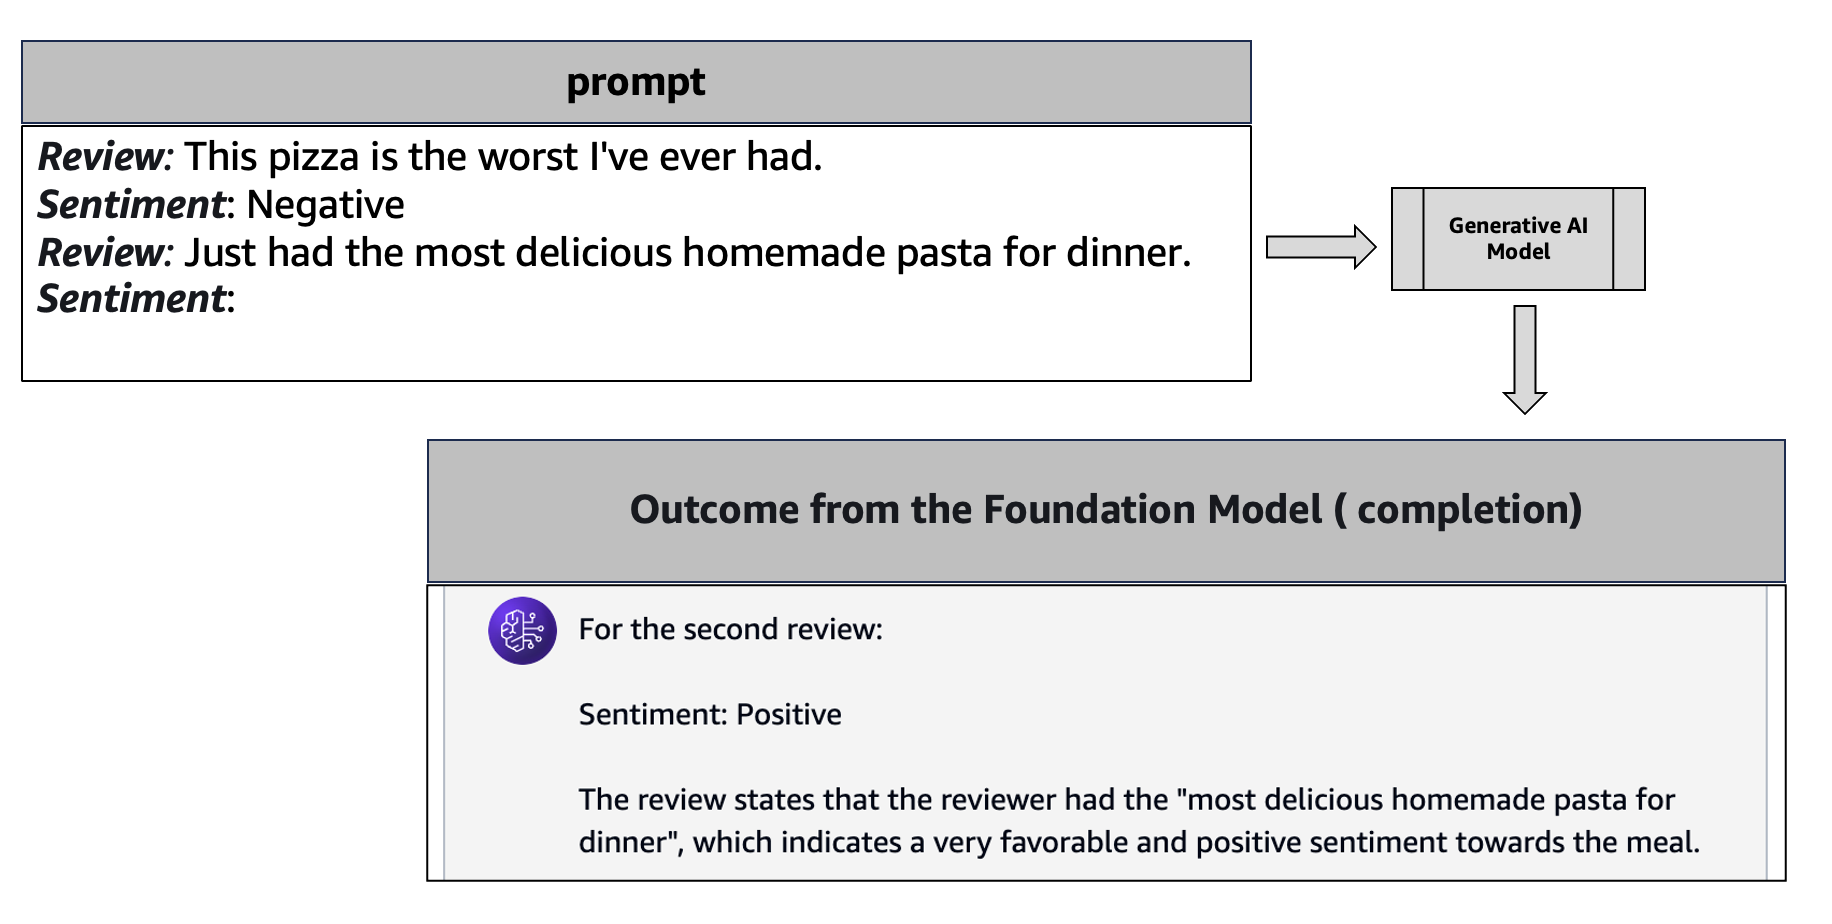 prompt
Review: This pizza is the worst I've ever had.
Sentiment: Negative
Review: Just had the most delicious homemade pasta for dinner.
Sentiment:
Generative AI
Model
Outcome from the Foundation Model ( completion)
For the second review:
Sentiment: Positive
The review states that the reviewer had the "most delicious homemade pasta for
dinner", which indicates a very favorable and positive sentiment towards the meal.